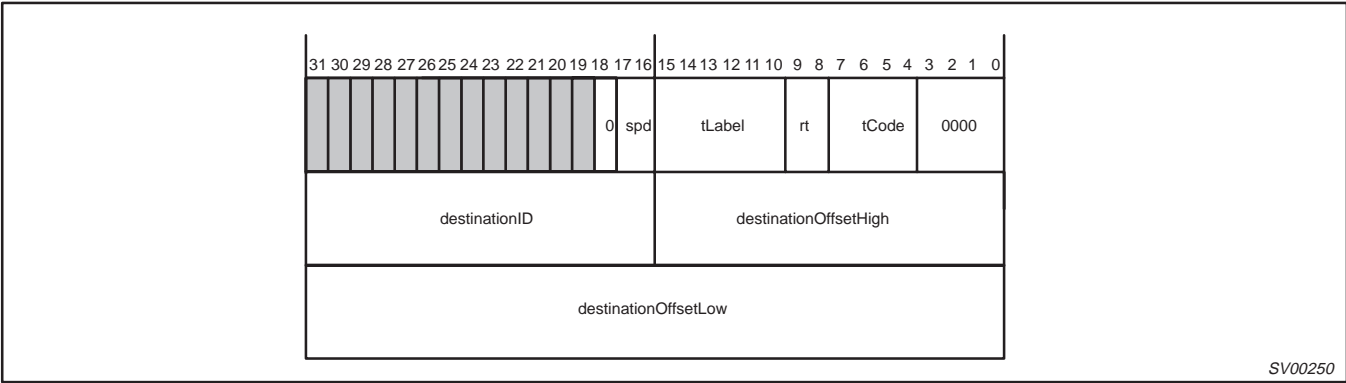 31 30 29 28 27 26 25 24 23 22 21 20 19 18 17 16 15 14 13 12 11 10 9 8 7 6 5 4 3 2 1 0
0 spd tLabel rt tCode 0000
destinationID destinationOffsetHigh
destinationOffsetLow
SV00250